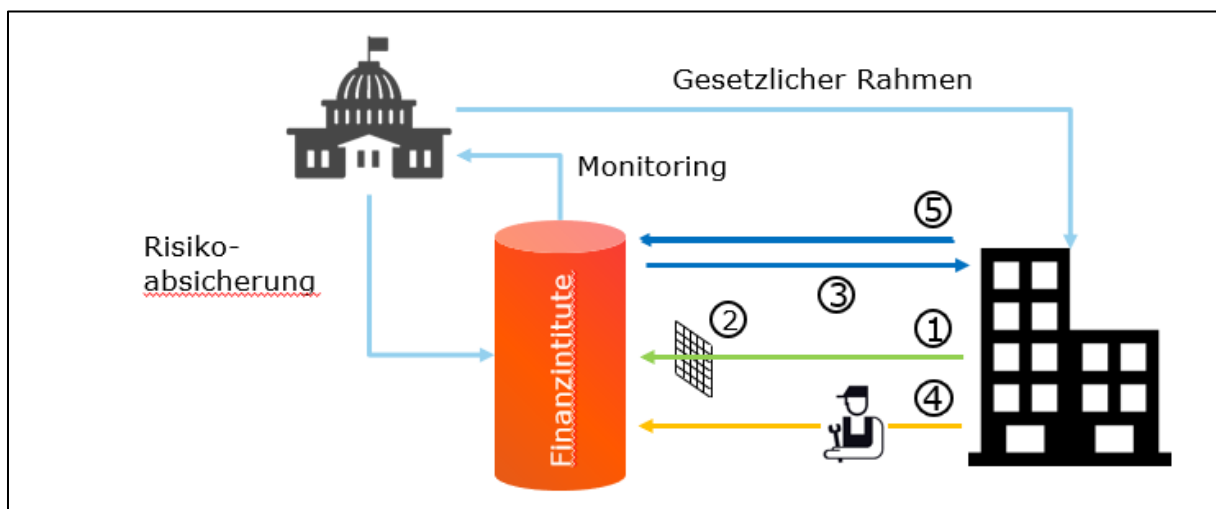 Gesetzlicher Rahmen
Monitoring
Risiko-
absicherung
Finanzintitute
⑤
③
②
①
④